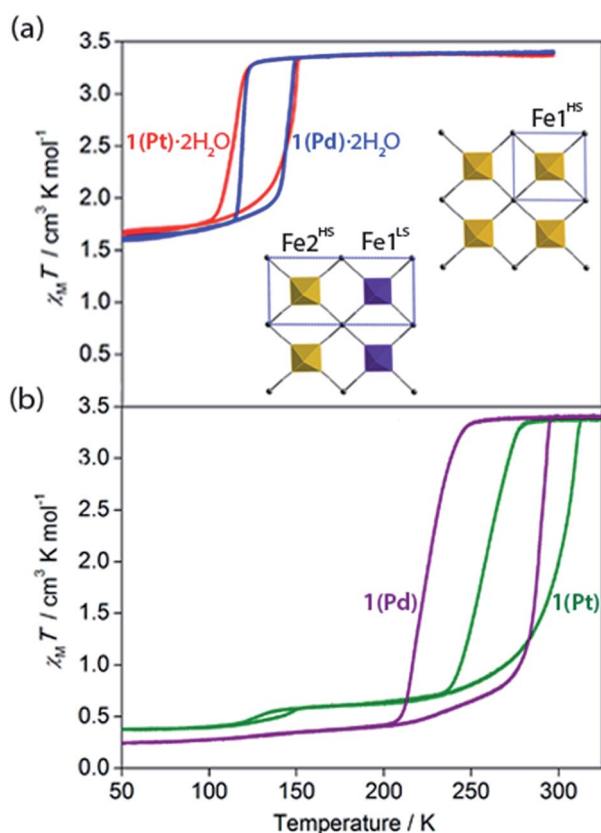 (a)
3.5
3.0
2.5
2.0
1.5
1.0
0.5
χ_M T / cm³ K mol⁻¹
1(Pt)·2H₂O
1(Pd)·2H₂O
Fe1ᴴˢ
Fe2ᴴˢ Fe1ᴸˢ
(b)
3.5
3.0
2.5
2.0
1.5
1.0
0.5
0.0
χ_M T / cm³ K mol⁻¹
1(Pd)
1(Pt)
50 100 150 200 250 300
Temperature / K